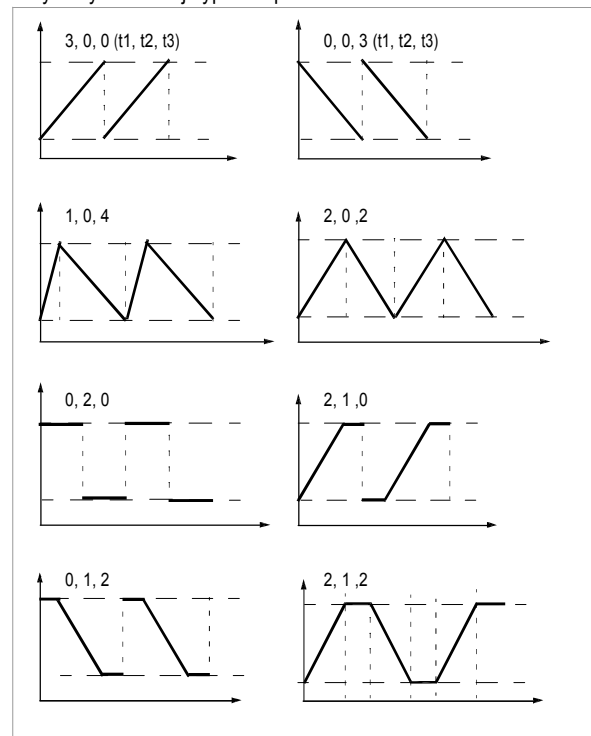 3, 0, 0 (t1, t2, t3)
0, 0, 3 (t1, t2, t3)
1, 0, 4
2, 0 ,2
0, 2, 0
2, 1 ,0
0, 1, 2
2, 1 ,2